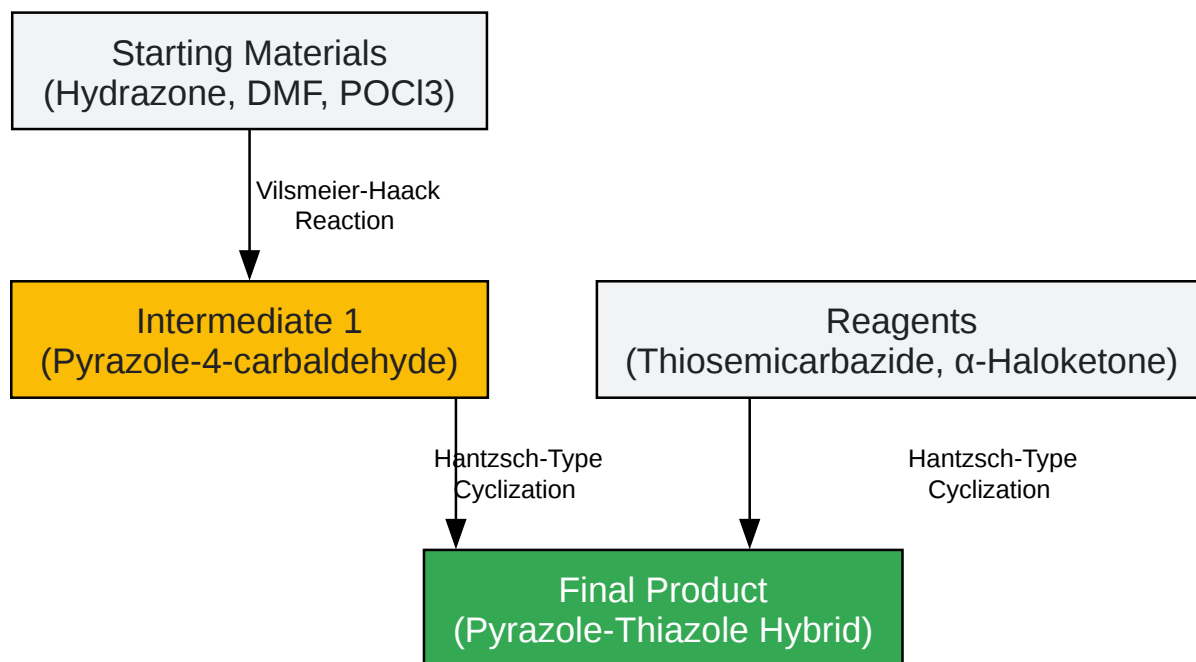 Starting Materials
(Hydrazone, DMF, POCl3)
Vilsmeier-Haack
Reaction
Intermediate 1
(Pyrazole-4-carbaldehyde)
Reagents
(Thiosemicarbazide, α-Haloketone)
Hantzsch-Type
Cyclization
Hantzsch-Type
Cyclization
Final Product
(Pyrazole-Thiazole Hybrid)